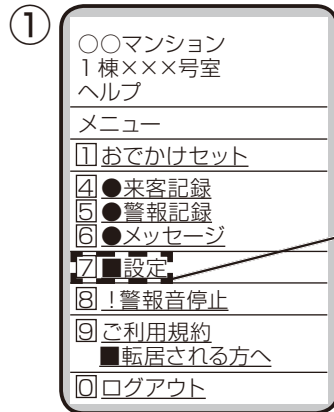 ①
○○マンション
1棟×××号室
ヘルプ
メニュー
1 おでかけセット
4 ●来客記録
5 ●警報記録
6 ●メッセージ
7 ■設定
8 !警報音停止
9 ご利用規約
■転居される方へ
0 ログアウト